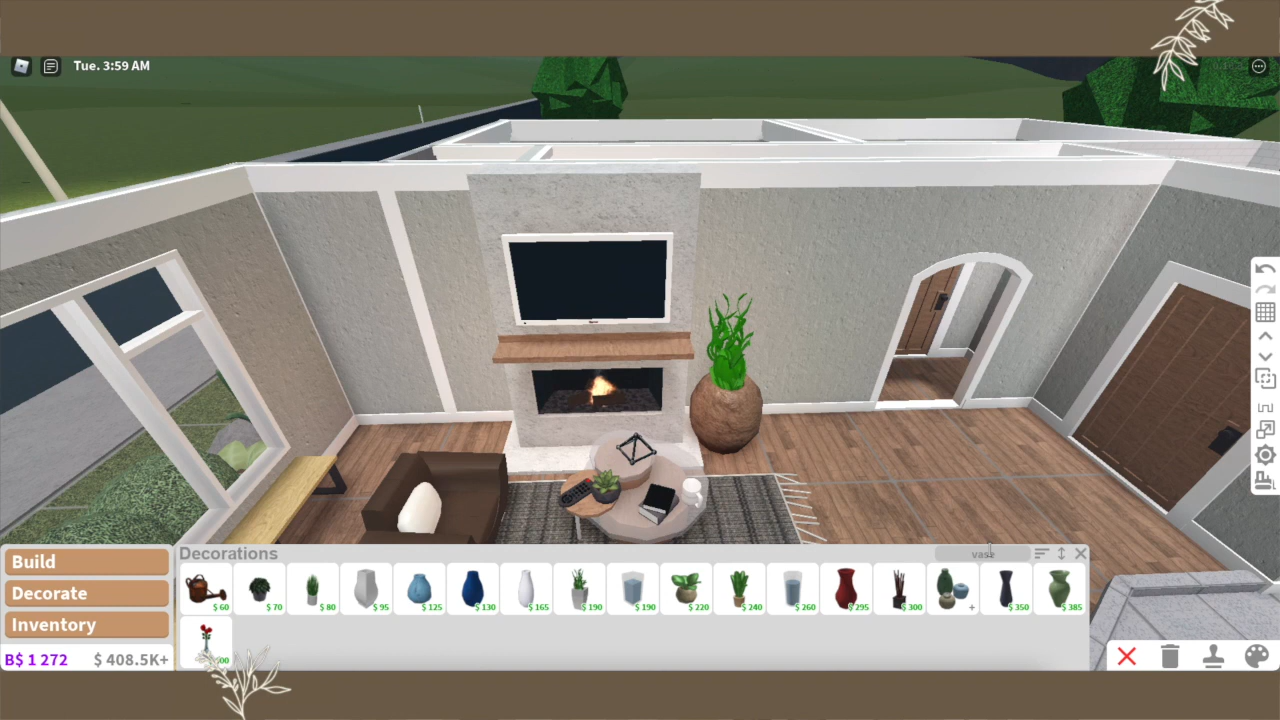 Tue. 3:59 AM
Build
Decorate
Inventory
B$ 1 272 $ 408.5K+
Decorations
vase
$ 60 $ 70 $ 80 $ 95 $ 125 $ 130 $ 165 $ 190 $ 190 $ 220 $ 240 $ 260 $ 295 $ 300 + $ 350 $ 385